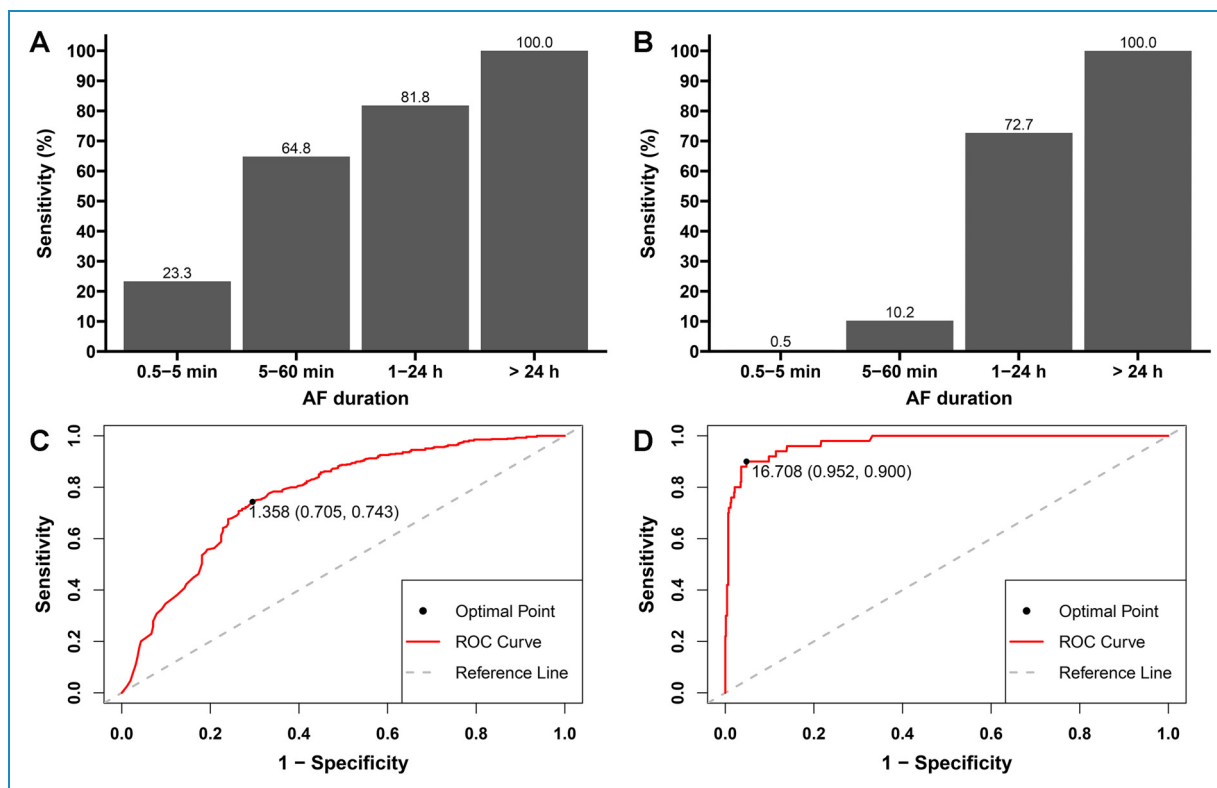 A
Sensitivity (%)
100
90
80
70
60
50
40
30
20
10
0
23.3
64.8
81.8
100.0
0.5−5 min
5−60 min
1−24 h
> 24 h
AF duration
B
Sensitivity (%)
100
90
80
70
60
50
40
30
20
10
0
0.5
10.2
72.7
100.0
0.5−5 min
5−60 min
1−24 h
> 24 h
AF duration
C
Sensitivity
1.0
0.8
0.6
0.4
0.2
0.0
1.358 (0.705, 0.743)
Optimal Point
ROC Curve
Reference Line
0.0
0.2
0.4
0.6
0.8
1.0
1 − Specificity
D
Sensitivity
1.0
0.8
0.6
0.4
0.2
0.0
16.708 (0.952, 0.900)
Optimal Point
ROC Curve
Reference Line
0.0
0.2
0.4
0.6
0.8
1.0
1 − Specificity